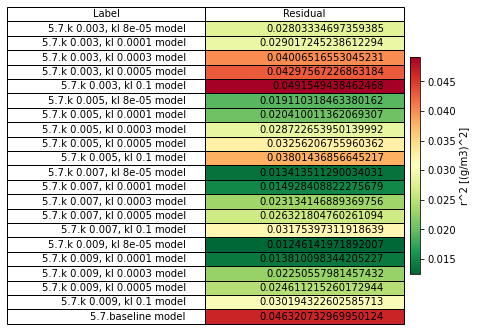 Label Residual
5.7.k 0.003, kl 8e-05 model 0.02803334697359385
5.7.k 0.003, kl 0.0001 model 0.029017245238612294
5.7.k 0.003, kl 0.0003 model 0.04006516553045231
5.7.k 0.003, kl 0.0005 model 0.04297567226863184
5.7.k 0.003, kl 0.1 model 0.0491549438462468
5.7.k 0.005, kl 8e-05 model 0.019110318463380162
5.7.k 0.005, kl 0.0001 model 0.020401011362069307
5.7.k 0.005, kl 0.0003 model 0.028722653950139992
5.7.k 0.005, kl 0.0005 model 0.03256206755960362
5.7.k 0.005, kl 0.1 model 0.03801436856645217
5.7.k 0.007, kl 8e-05 model 0.013413511290034031
5.7.k 0.007, kl 0.0001 model 0.014928408822275679
5.7.k 0.007, kl 0.0003 model 0.023134146889369756
5.7.k 0.007, kl 0.0005 model 0.026321804760261094
5.7.k 0.007, kl 0.1 model 0.03175397311918639
5.7.k 0.009, kl 8e-05 model 0.01246141971892007
5.7.k 0.009, kl 0.0001 model 0.013810098344205227
5.7.k 0.009, kl 0.0003 model 0.02250557981457432
5.7.k 0.009, kl 0.0005 model 0.024611215260172944
5.7.k 0.009, kl 0.1 model 0.030194322602585713
5.7.baseline model 0.046320732969950124
0.045
0.040
0.035
0.030
0.025
0.020
0.015
r^2 [(g/m3)^2]